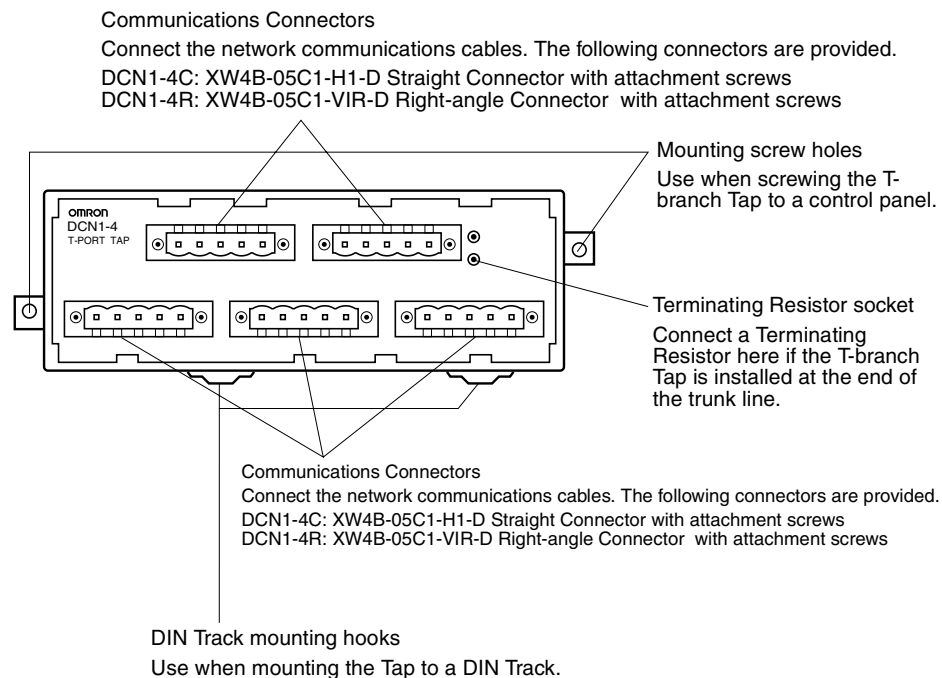 Communications Connectors
Connect the network communications cables. The following connectors are provided.
DCN1-4C: XW4B-05C1-H1-D Straight Connector with attachment screws
DCN1-4R: XW4B-05C1-VIR-D Right-angle Connector with attachment screws
Mounting screw holes
Use when screwing the T-
branch Tap to a control panel.
OMRON
DCN1-4
T-PORT TAP
Terminating Resistor socket
Connect a Terminating
Resistor here if the T-branch
Tap is installed at the end of
the trunk line.
Communications Connectors
Connect the network communications cables. The following connectors are provided.
DCN1-4C: XW4B-05C1-H1-D Straight Connector with attachment screws
DCN1-4R: XW4B-05C1-VIR-D Right-angle Connector with attachment screws
DIN Track mounting hooks
Use when mounting the Tap to a DIN Track.